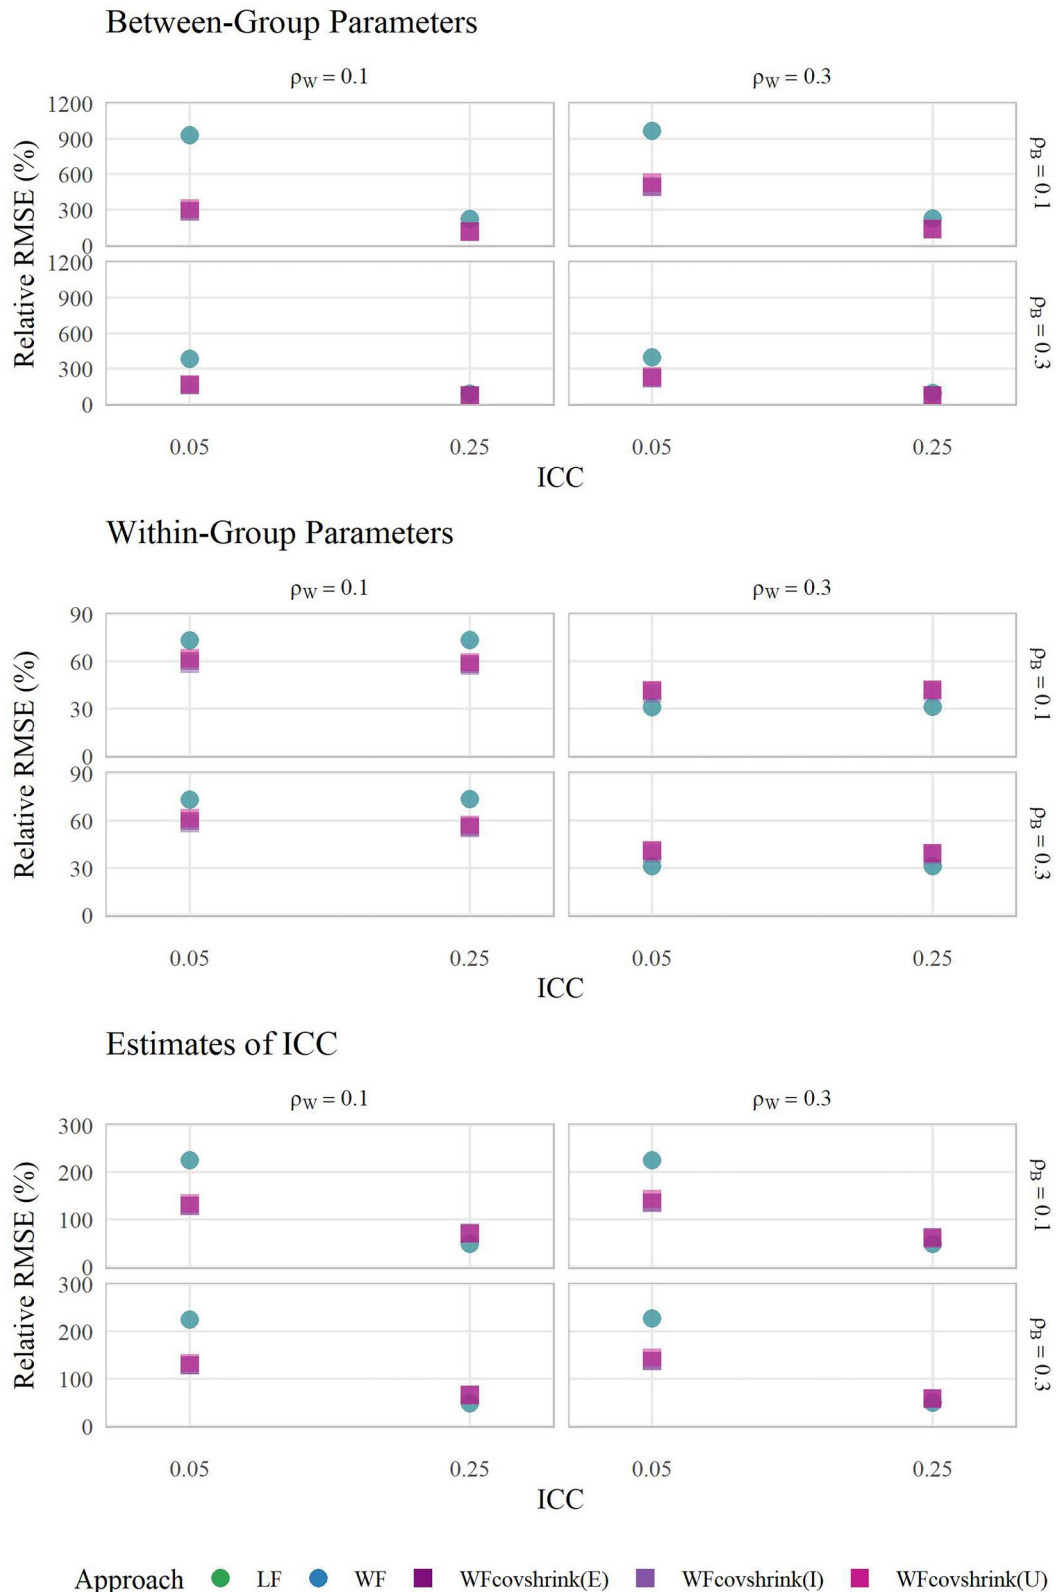 Between-Group Parameters
ρW = 0.1
ρW = 0.3
1200
900
600
300
0
ρB = 0.1
1200
900
600
300
0
ρB = 0.3
Relative RMSE (%)
0.05
0.25
0.05
0.25
ICC
Within-Group Parameters
ρW = 0.1
ρW = 0.3
90
60
30
0
ρB = 0.1
90
60
30
0
ρB = 0.3
Relative RMSE (%)
0.05
0.25
0.05
0.25
ICC
Estimates of ICC
ρW = 0.1
ρW = 0.3
300
200
100
0
ρB = 0.1
300
200
100
0
ρB = 0.3
Relative RMSE (%)
0.05
0.25
0.05
0.25
ICC
Approach LF WF WFcovshrink(E) WFcovshrink(I) WFcovshrink(U)